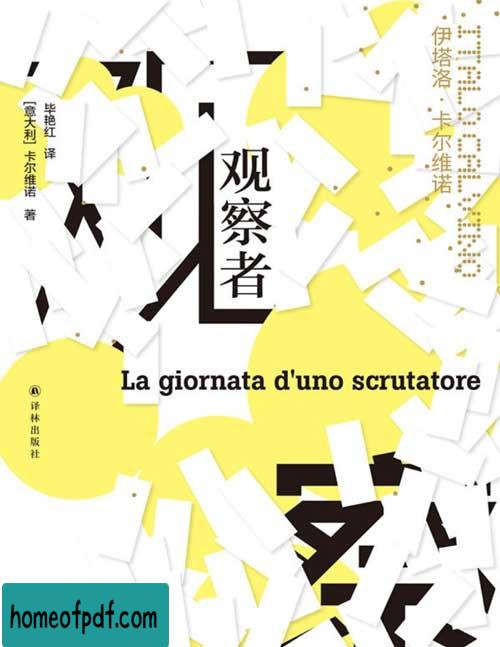 ITALO CALVINO
伊塔洛·卡尔维诺
毕艳红 译
[意大利] 卡尔维诺 著
观察者
La giornata d'uno scrutatore
译林出版社
homeofpdf.com